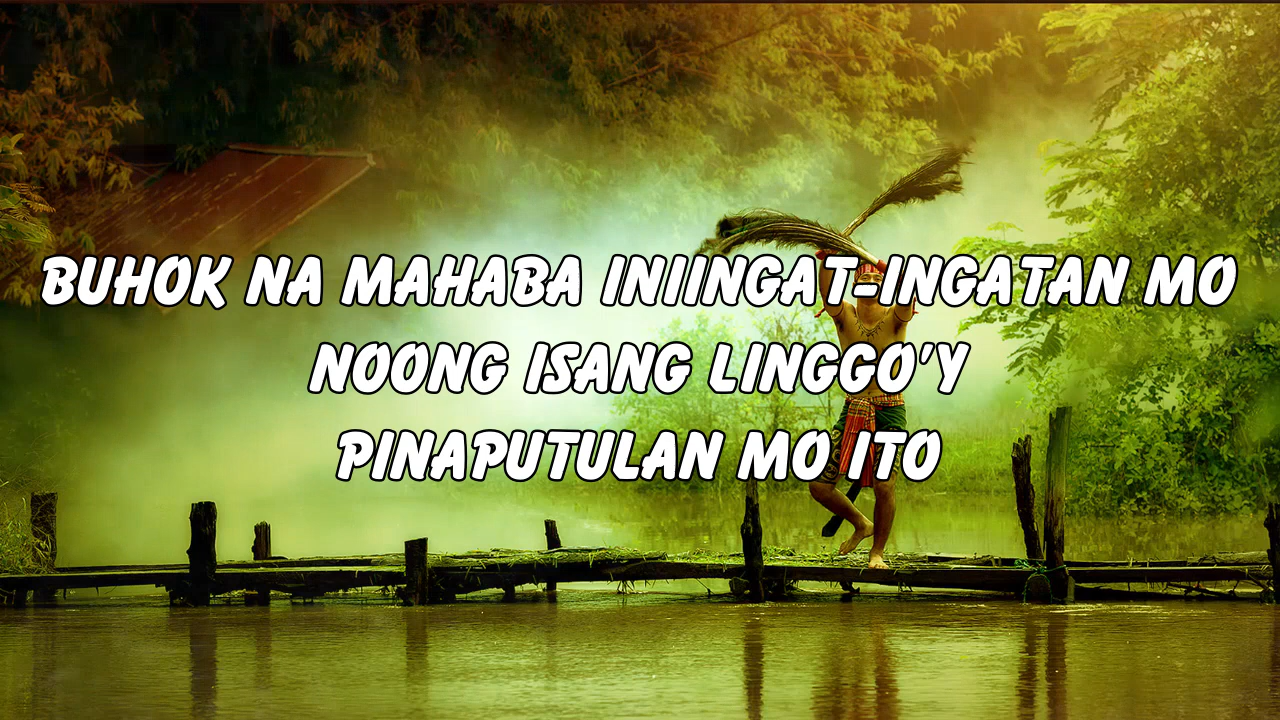 BUHOK NA MAHABA INIINGAT-INGATAN MO
NOONG ISANG LINGGO'Y
PINAPUTULAN MO ITO